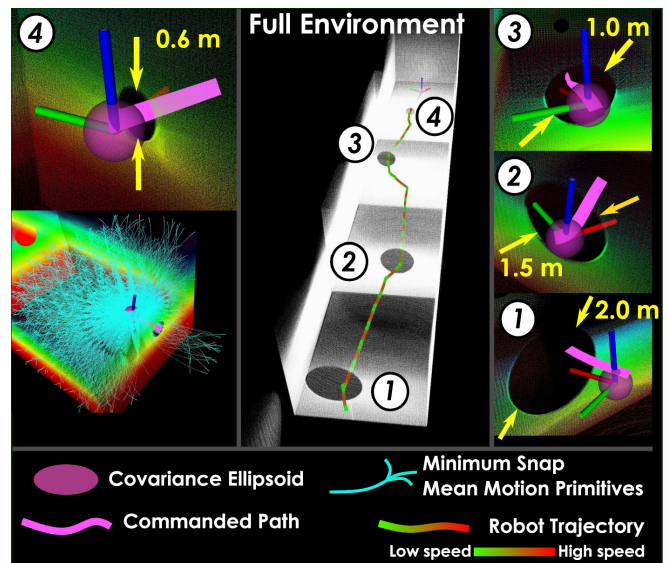 4
0.6 m
Full Environment
4
3
2
1
3
1.0 m
2
1.5 m
1
2.0 m
Covariance Ellipsoid
Minimum Snap
Mean Motion Primitives
Commanded Path
Robot Trajectory
Low speed
High speed